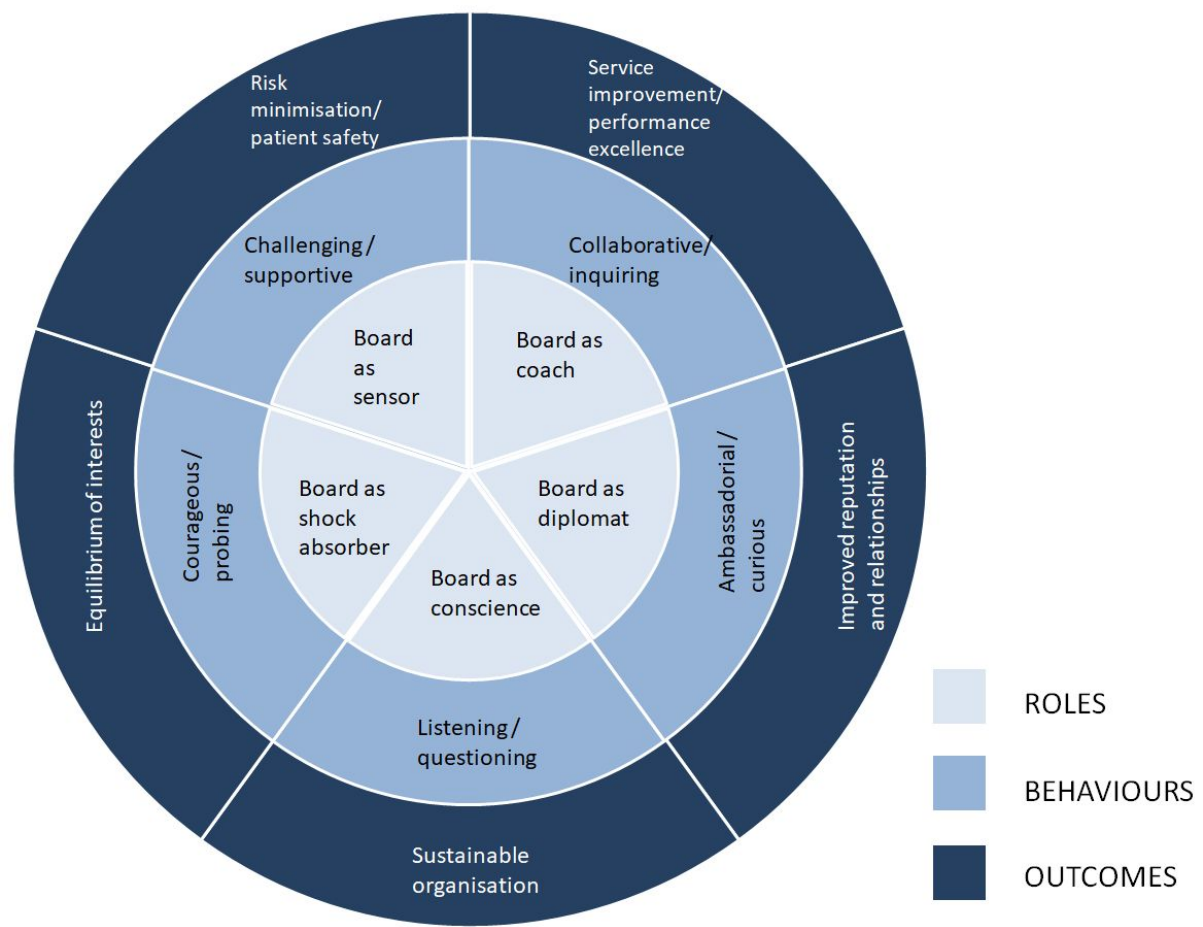 Risk
minimisation/
patient safety
Service
improvement/
performance
excellence
Challenging/
supportive
Collaborative/
inquiring
Board
as
sensor
Board as
coach
Equilibrium of interests
Courageous/
probing
Board as
shock
absorber
Board as
diplomat
Ambassadorial/
curious
Improved reputation
and relationships
Board as
conscience
Listening/
questioning
Sustainable
organisation
ROLES
BEHAVIOURS
OUTCOMES